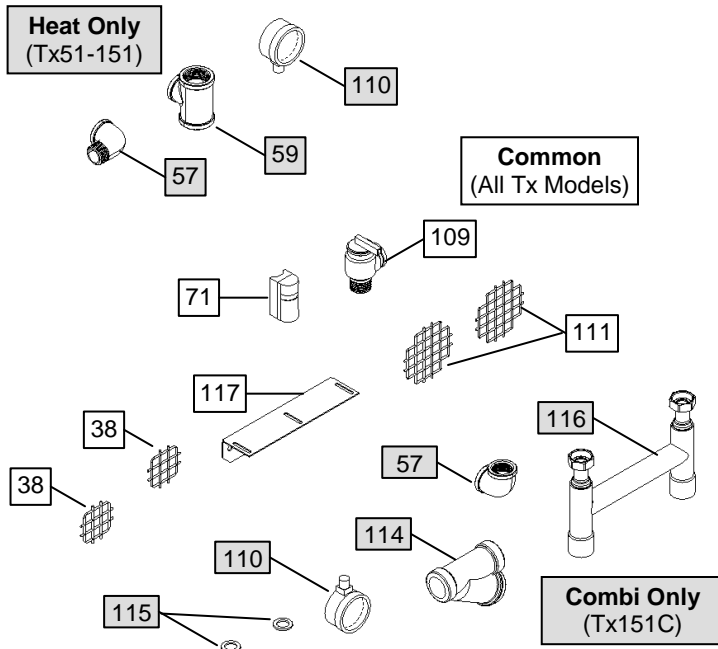 Heat Only
(Tx51-151)
110
59
57
Common
(All Tx Models)
109
71
111
117
38
116
57
38
114
110
115
Combi Only
(Tx151C)